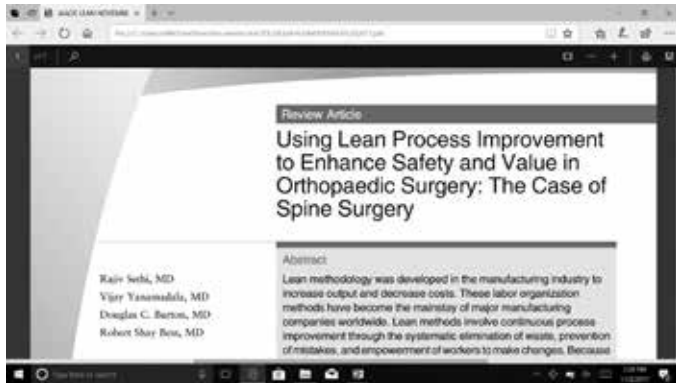 Review Article
Using Lean Process Improvement
to Enhance Safety and Value in
Orthopaedic Surgery: The Case of
Spine Surgery
Rajiv Sethi, MD
Vijay Yanamadala, MD
Douglas C. Burton, MD
Robert Shay Bess, MD
Abstract
Lean methodology was developed in the manufacturing industry to
increase output and decrease costs. These labor organization
methods have become the mainstay of major manufacturing
companies worldwide. Lean methods involve continuous process
improvement through the systematic elimination of waste, prevention
of mistakes, and empowerment of workers to make changes. Because